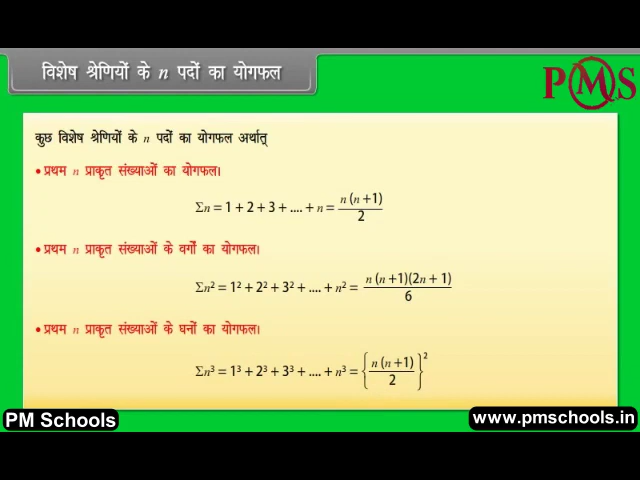 विशेष श्रेणियों के n पदों का योगफल
PMS
कुछ विशेष श्रेणियों के n पदों का योगफल अर्थात्
• प्रथम n प्राकृत संख्याओं का योगफल।
Σn = 1 + 2 + 3 + .... + n = n (n +1) / 2
• प्रथम n प्राकृत संख्याओं के वर्गों का योगफल।
Σn² = 1² + 2² + 3² + .... + n² = n (n +1)(2n + 1) / 6
• प्रथम n प्राकृत संख्याओं के घनों का योगफल।
Σn³ = 1³ + 2³ + 3³ + .... + n³ = {n (n +1) / 2}²
PM Schools
www.pmschools.in